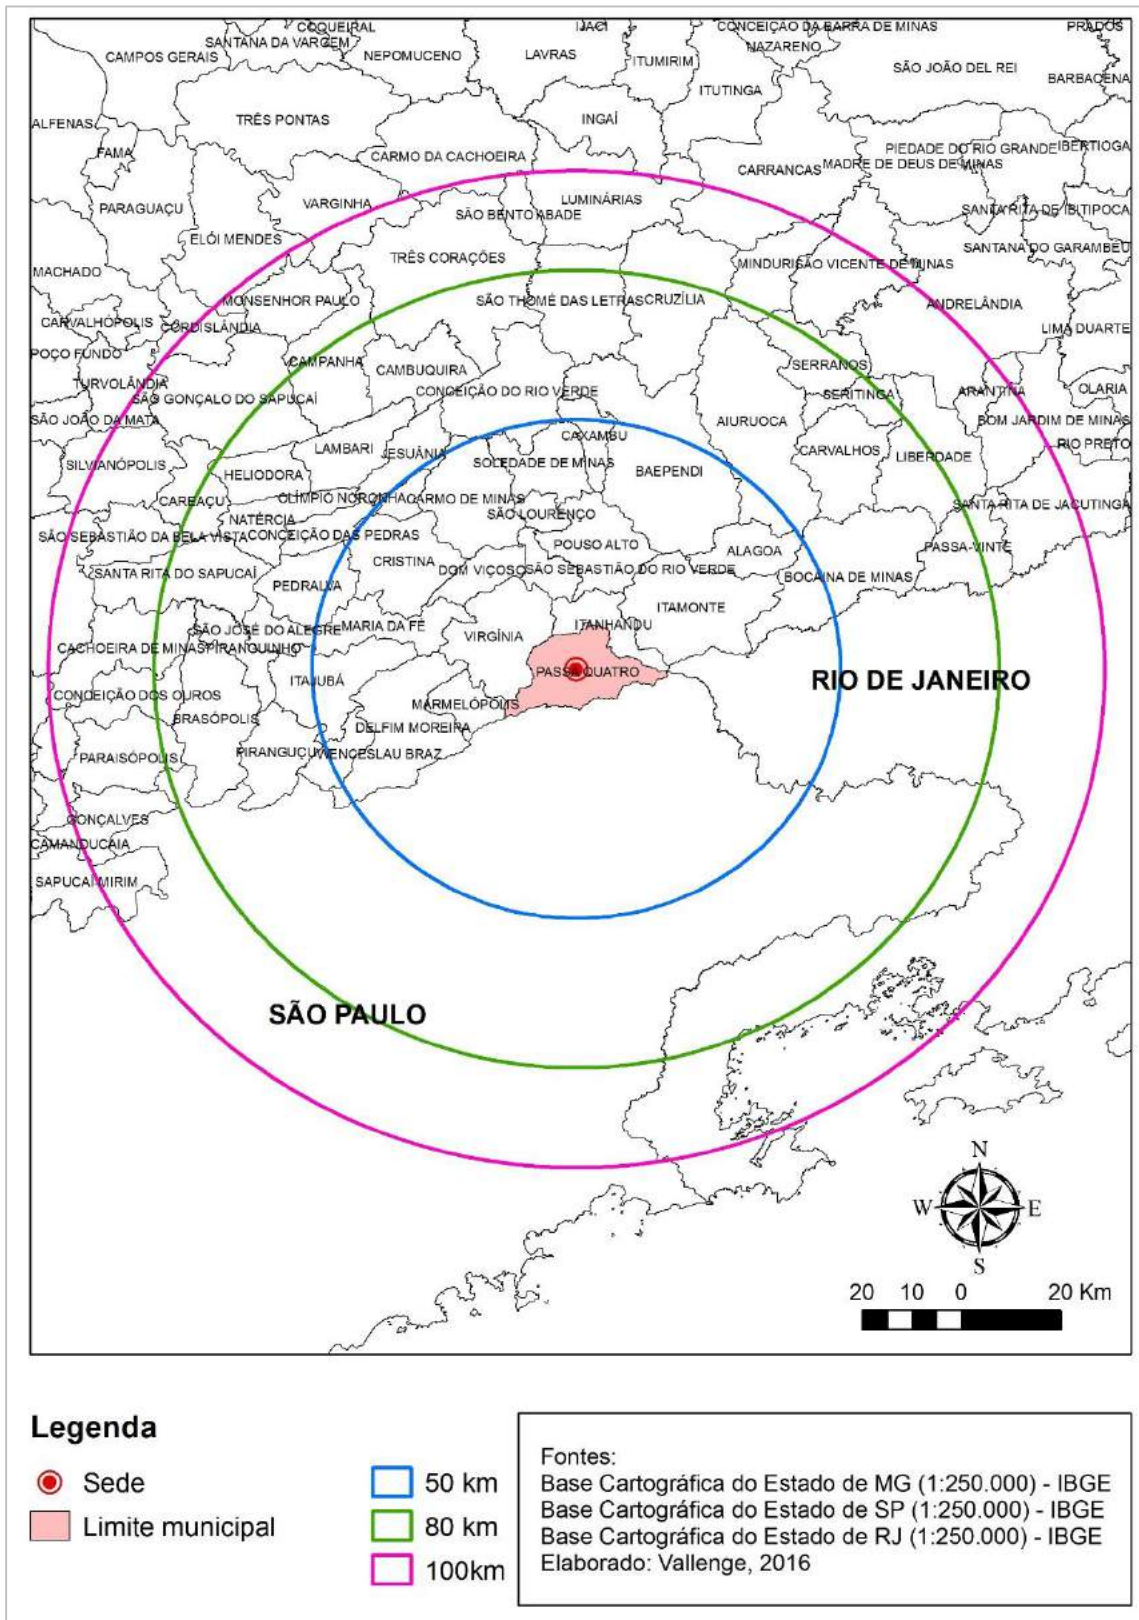 COQUEIRAL
IJACI
CONCEIÇÃO DA BARRA DE MINAS
PRADOS
SANTANA DA VARGEM
NAZARENO
CAMPOS GERAIS
NEPOMUCENO
LAVRAS
ITUMIRIM
SÃO JOÃO DEL REI
BARBACENA
ITUTINGA
ALFENAS
TRÊS PONTAS
INGAÍ
FAMA
CARMO DA CACHOEIRA
PIEDADE DO RIO GRANDE
IBERTIOGA
CARRANCAS
MADRE DE DEUS DE MINAS
PARAGUAÇU
VARGINHA
LUMINÁRIAS
SÃO BENTO ABADE
SANTA RITA DE IBITIPOCA
ELÓI MENDES
SANTANA DO GARAMBÉU
TRÊS CORAÇÕES
MINDURI
SÃO VICENTE DE MINAS
MACHADO
MONSENHOR PAULO
SÃO THOMÉ DAS LETRAS
CRUZÍLIA
ANDRELÂNDIA
CARVALHÓPOLIS
CORDISLÂNDIA
LIMA DUARTE
POÇO FUNDO
CAMPANHA
CAMBUQUIRA
SERRANOS
TURVOLÂNDIA
CONCEIÇÃO DO RIO VERDE
SERITINGA
ARANTINA
OLARIA
SÃO GONÇALO DO SAPUCAÍ
SÃO JOÃO DA MATA
AIURUOCA
BOM JARDIM DE MINAS
CAXAMBU
RIO PRETO
LAMBARI
JESUÂNIA
CARVALHOS
LIBERDADE
SILVIANÓPOLIS
SOLEDADE DE MINAS
BAEPENDI
HELIODORA
CAREAÇU
OLÍMPIO NORONHA
CARMO DE MINAS
SANTA RITA DE JACUTINGA
NATÉRCIA
SÃO LOURENÇO
SÃO SEBASTIÃO DA BELA VISTA
CONCEIÇÃO DAS PEDRAS
POUSO ALTO
ALAGOA
PASSA-VINTE
CRISTINA
DOM VIÇOSO
SÃO SEBASTIÃO DO RIO VERDE
SANTA RITA DO SAPUCAÍ
PEDRALVA
BOCAINA DE MINAS
ITAMONTE
SÃO JOSÉ DO ALEGRE
MARIA DA FÉ
VIRGÍNIA
ITANHANDU
CACHOEIRA DE MINAS
PIRANGUINHO
PASSA QUATRO
RIO DE JANEIRO
ITAJUBÁ
CONCEIÇÃO DOS OUROS
MARMELÓPOLIS
BRASÓPOLIS
DELFIM MOREIRA
PARAISÓPOLIS
PIRANGUÇU
WENCESLAU BRAZ
GONÇALVES
CAMANDUCAIA
SAPUCAÍ-MIRIM
SÃO PAULO
N
W
E
S
20 10 0 20 Km
Legenda
Sede
Limite municipal
50 km
80 km
100km
Fontes:
Base Cartográfica do Estado de MG (1:250.000) - IBGE
Base Cartográfica do Estado de SP (1:250.000) - IBGE
Base Cartográfica do Estado de RJ (1:250.000) - IBGE
Elaborado: Vallenge, 2016